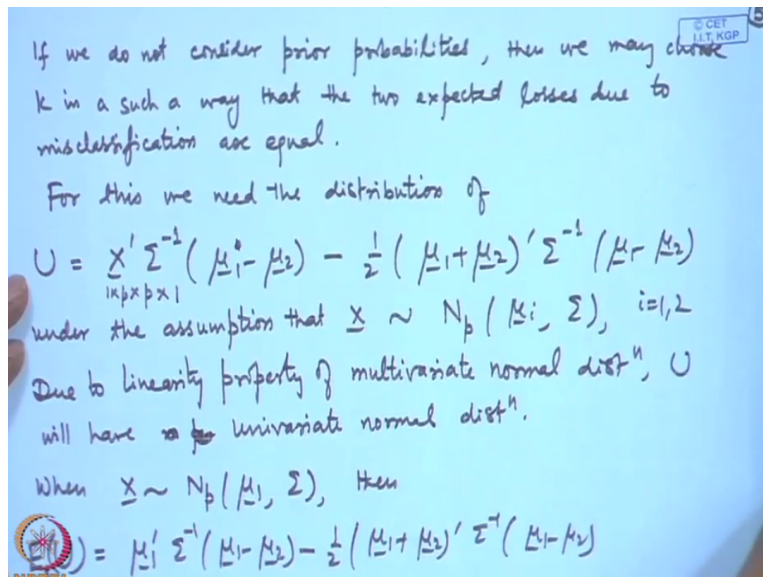 © CET
I.I.T, KGP
5
If we do not consider prior probabilities, then we may choose
k in a such a way that the two expected losses due to
misclassification are equal.
For this we need the distribution of
U = x' Σ⁻¹ (μ₁ - μ₂) - ½ (μ₁ + μ₂)' Σ⁻¹ (μ₁ - μ₂)
1×p×p×1
under the assumption that x ~ Nₚ (μᵢ, Σ), i=1,2
Due to linearity property of multivariate normal distⁿ, U
will have univariate normal distⁿ.
When x ~ Nₚ (μ₁, Σ), then
) = μ₁' Σ⁻¹ (μ₁ - μ₂) - ½ (μ₁ + μ₂)' Σ⁻¹ (μ₁ - μ₂)